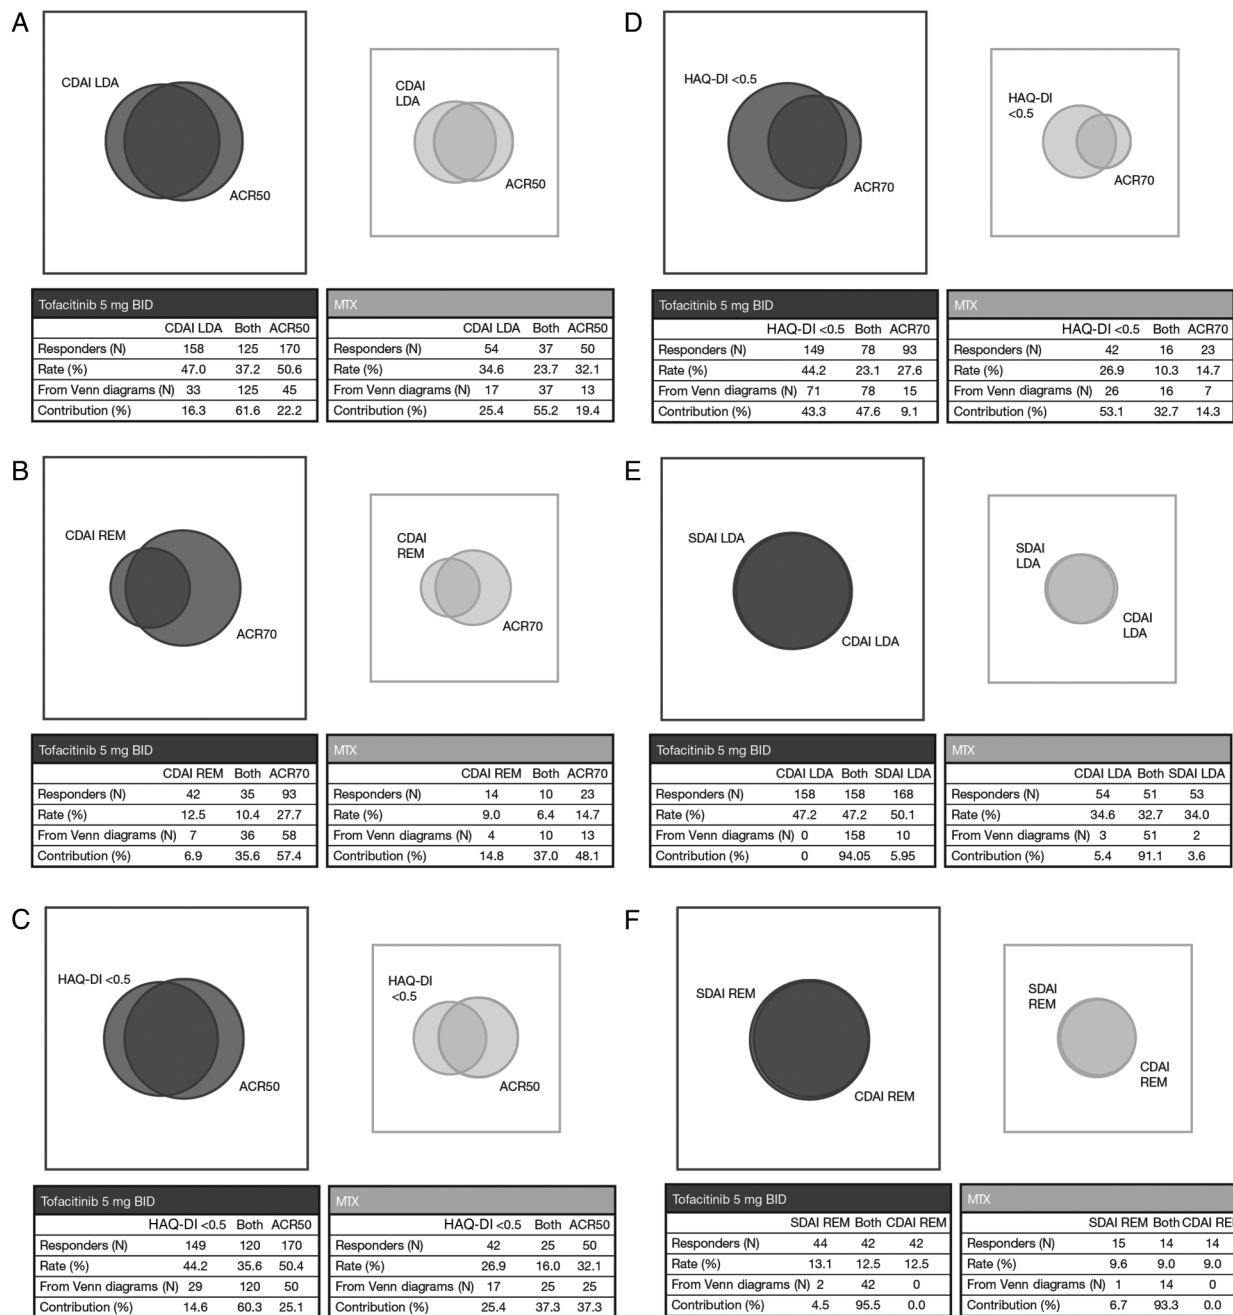 A
CDAI LDA
ACR50
CDAI
LDA
ACR50
Tofacitinib 5 mg BID
CDAI LDA Both ACR50
Responders (N) 158 125 170
Rate (%) 47.0 37.2 50.6
From Venn diagrams (N) 33 125 45
Contribution (%) 16.3 61.6 22.2
MTX
CDAI LDA Both ACR50
Responders (N) 54 37 50
Rate (%) 34.6 23.7 32.1
From Venn diagrams (N) 17 37 13
Contribution (%) 25.4 55.2 19.4
B
CDAI REM
ACR70
CDAI
REM
ACR70
Tofacitinib 5 mg BID
CDAI REM Both ACR70
Responders (N) 42 35 93
Rate (%) 12.5 10.4 27.7
From Venn diagrams (N) 7 36 58
Contribution (%) 6.9 35.6 57.4
MTX
CDAI REM Both ACR70
Responders (N) 14 10 23
Rate (%) 9.0 6.4 14.7
From Venn diagrams (N) 4 10 13
Contribution (%) 14.8 37.0 48.1
C
HAQ-DI <0.5
ACR50
HAQ-DI
<0.5
ACR50
Tofacitinib 5 mg BID
HAQ-DI <0.5 Both ACR50
Responders (N) 149 120 170
Rate (%) 44.2 35.6 50.4
From Venn diagrams (N) 29 120 50
Contribution (%) 14.6 60.3 25.1
MTX
HAQ-DI <0.5 Both ACR50
Responders (N) 42 25 50
Rate (%) 26.9 16.0 32.1
From Venn diagrams (N) 17 25 25
Contribution (%) 25.4 37.3 37.3
D
HAQ-DI <0.5
ACR70
HAQ-DI
<0.5
ACR70
Tofacitinib 5 mg BID
HAQ-DI <0.5 Both ACR70
Responders (N) 149 78 93
Rate (%) 44.2 23.1 27.6
From Venn diagrams (N) 71 78 15
Contribution (%) 43.3 47.6 9.1
MTX
HAQ-DI <0.5 Both ACR70
Responders (N) 42 16 23
Rate (%) 26.9 10.3 14.7
From Venn diagrams (N) 26 16 7
Contribution (%) 53.1 32.7 14.3
E
SDAI LDA
CDAI LDA
SDAI
LDA
CDAI
LDA
Tofacitinib 5 mg BID
CDAI LDA Both SDAI LDA
Responders (N) 158 158 168
Rate (%) 47.2 47.2 50.1
From Venn diagrams (N) 0 158 10
Contribution (%) 0 94.05 5.95
MTX
CDAI LDA Both SDAI LDA
Responders (N) 54 51 53
Rate (%) 34.6 32.7 34.0
From Venn diagrams (N) 3 51 2
Contribution (%) 5.4 91.1 3.6
F
SDAI REM
CDAI REM
SDAI
REM
CDAI
REM
Tofacitinib 5 mg BID
SDAI REM Both CDAI REM
Responders (N) 44 42 42
Rate (%) 13.1 12.5 12.5
From Venn diagrams (N) 2 42 0
Contribution (%) 4.5 95.5 0.0
MTX
SDAI REM Both CDAI RE
Responders (N) 15 14 14
Rate (%) 9.6 9.0 9.0
From Venn diagrams (N) 1 14 0
Contribution (%) 6.7 93.3 0.0